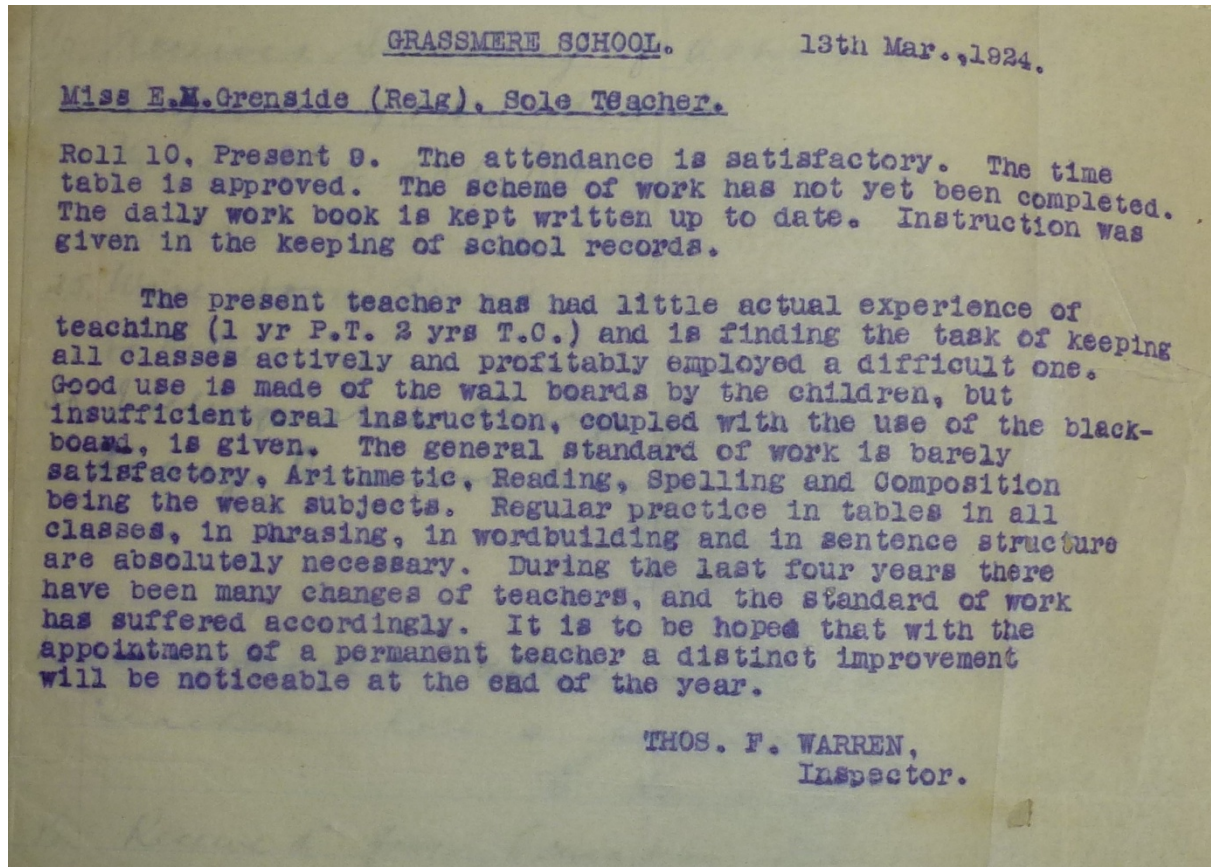 GRASSMERE SCHOOL. 13th Mar.,1924.
Miss E.M.Grenside (Relg), Sole Teacher.
Roll 10, Present 9. The attendance is satisfactory. The time
table is approved. The scheme of work has not yet been completed.
The daily work book is kept written up to date. Instruction was
given in the keeping of school records.
The present teacher has had little actual experience of
teaching (1 yr P.T. 2 yrs T.C.) and is finding the task of keeping
all classes actively and profitably employed a difficult one.
Good use is made of the wall boards by the children, but
insufficient oral instruction, coupled with the use of the black-
board, is given. The general standard of work is barely
satisfactory, Arithmetic, Reading, Spelling and Composition
being the weak subjects. Regular practice in tables in all
classes, in phrasing, in wordbuilding and in sentence structure
are absolutely necessary. During the last four years there
have been many changes of teachers, and the standard of work
has suffered accordingly. It is to be hoped that with the
appointment of a permanent teacher a distinct improvement
will be noticeable at the end of the year.
THOS. F. WARREN,
Inspector.